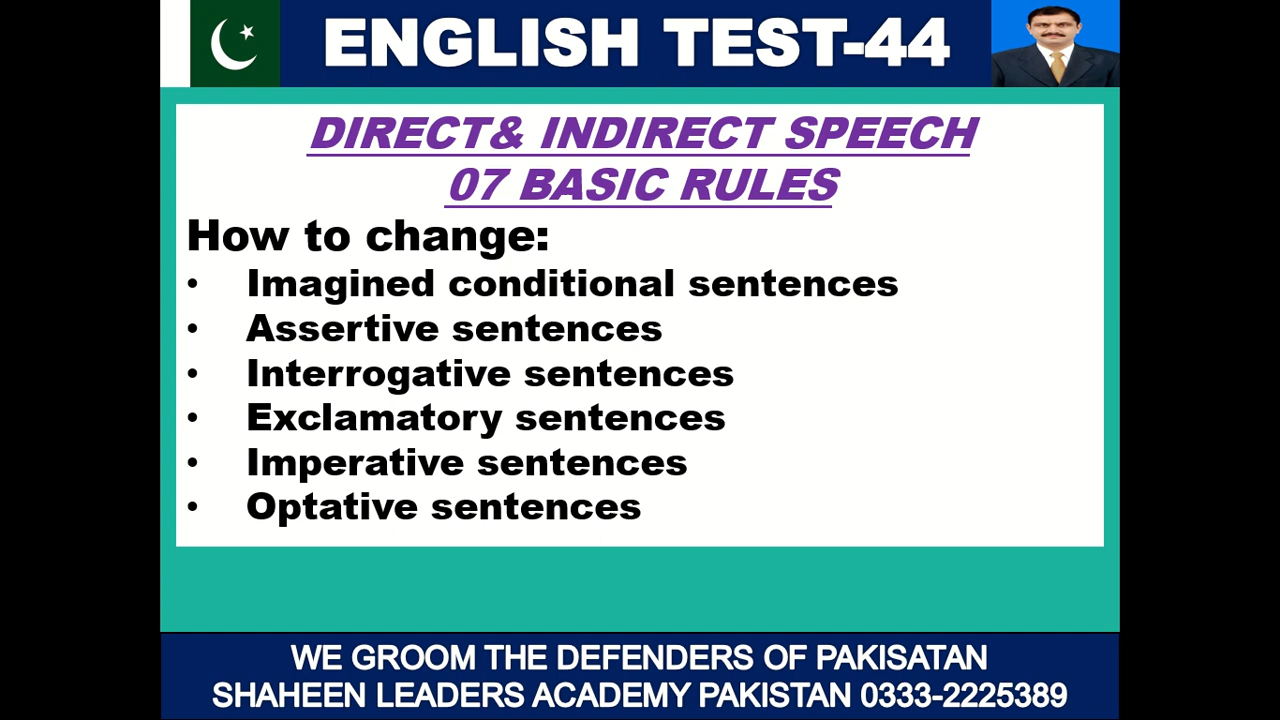 ENGLISH TEST-44
DIRECT& INDIRECT SPEECH
07 BASIC RULES
How to change:
• Imagined conditional sentences
• Assertive sentences
• Interrogative sentences
• Exclamatory sentences
• Imperative sentences
• Optative sentences
WE GROOM THE DEFENDERS OF PAKISATAN
SHAHEEN LEADERS ACADEMY PAKISTAN 0333-2225389